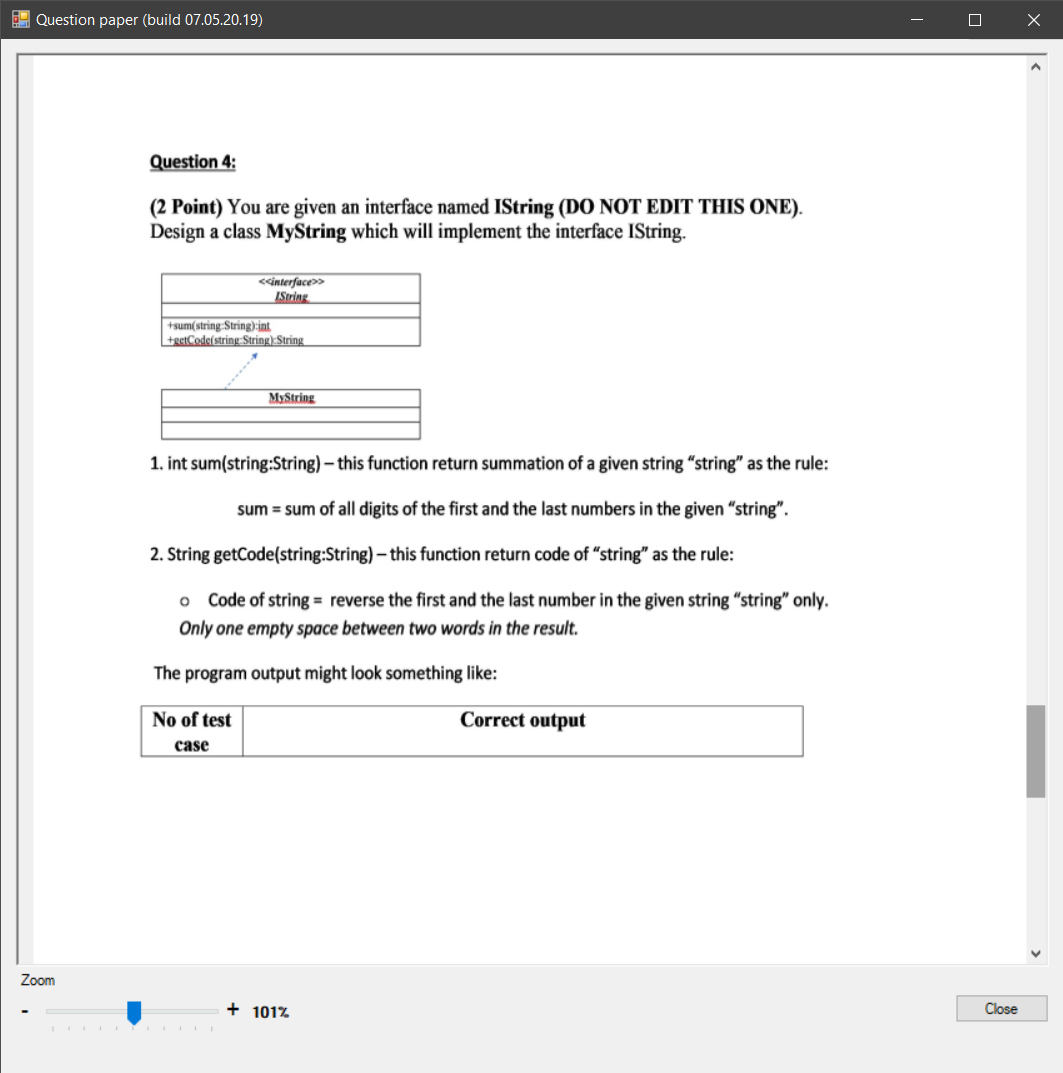 Question paper (build 07.05.20.19)
Question 4:
(2 Point) You are given an interface named IString (DO NOT EDIT THIS ONE).
Design a class MyString which will implement the interface IString.
<<interface>>
IString
+sum(string:String):int
+getCode(string:String):String
MyString
1. int sum(string:String) – this function return summation of a given string “string” as the rule:
sum = sum of all digits of the first and the last numbers in the given “string”.
2. String getCode(string:String) – this function return code of “string” as the rule:
o Code of string = reverse the first and the last number in the given string “string” only.
Only one empty space between two words in the result.
The program output might look something like:
No of test case
Correct output
Zoom
- + 101%
Close